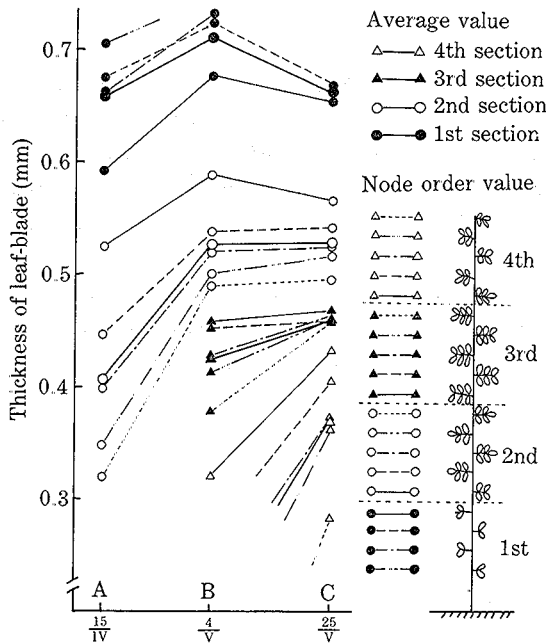 Average value
4th section
3rd section
2nd section
1st section
Node order value
4th
3rd
2nd
1st
Thickness of leaf-blade (mm)
0.7
0.6
0.5
0.4
0.3
A B C
15/IV 4/V 25/V